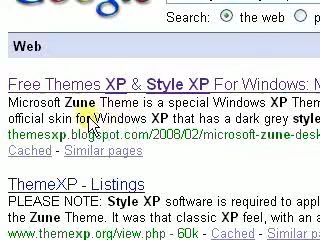 Google
Search: the web p
Web
Free Themes XP & Style XP For Windows: M
Microsoft Zune Theme is a special Windows XP Them
official skin for Windows XP that has a dark grey style
themesxp.blogspot.com/2008/02/microsoft-zune-desk
Cached - Similar pages
ThemeXP - Listings
PLEASE NOTE: Style XP software is required to appl
the Zune Theme. It was that classic XP feel, with an a
www.themexp.org/view.php - 60k - Cached - Similar p